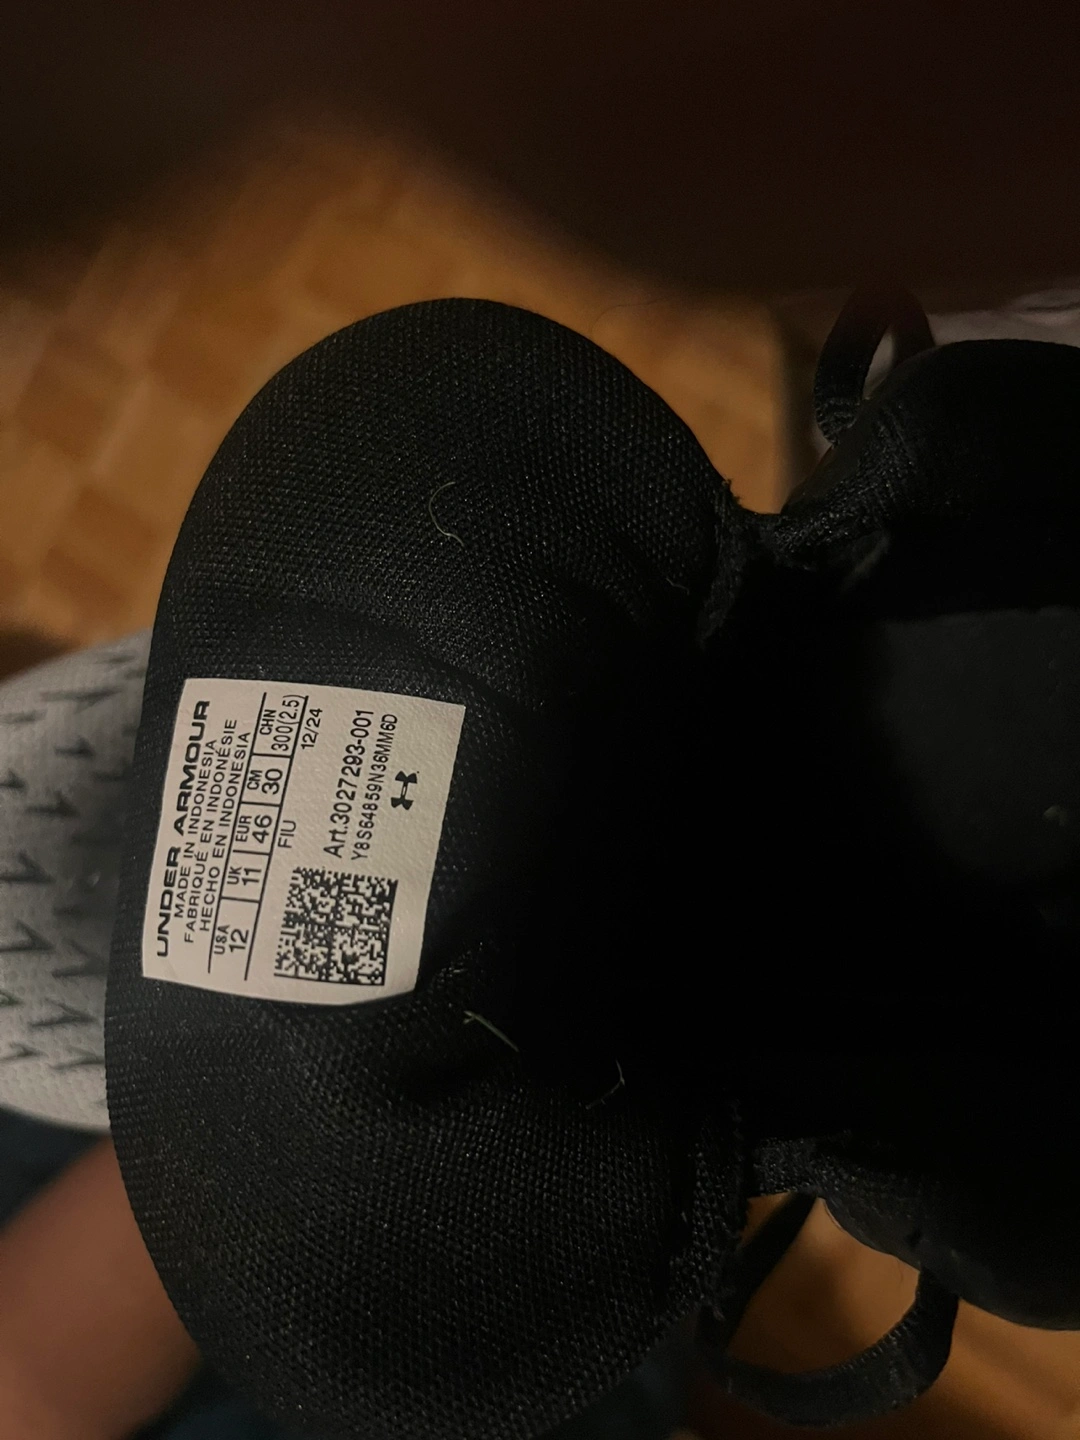 UNDER ARMOUR
MADE IN INDONESIA
FABRIQUÉ EN INDONÉSIE
HECHO EN INDONESIA
USA UK EUR CM CHN
12 11 46 30 300(2.5)
FIU 12/24
Art.3027293-001
Y8S64859N36MM6D